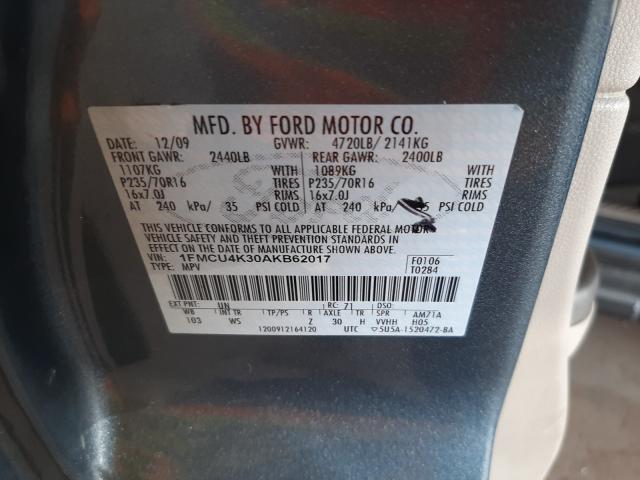 MFD. BY FORD MOTOR CO.
DATE: 12/09 GVWR: 4720LB/ 2141KG
FRONT GAWR: 2440LB REAR GAWR: 2400LB
1107KG WITH 1089KG WITH
P235/70R16 TIRES P235/70R16 TIRES
16x7.0J RIMS 16x7.0J RIMS
AT 240 kPa/ 35 PSI COLD AT 240 kPa/ 35 PSI COLD
THIS VEHICLE CONFORMS TO ALL APPLICABLE FEDERAL MOTOR
VEHICLE SAFETY AND THEFT PREVENTION STANDARDS IN
EFFECT ON THE DATE OF MANUFACTURE SHOWN ABOVE.
VIN: 1FMCU4K30AKB62017 F0106
TYPE: MPV T0284
EXT PNT: UN RC: 71
WB INT TR TP/PS R AXLE TR SPR AM7TA
103 WS Z 30 H VVHH H05
1200912164120 UTC 5U5A-1520472-BA